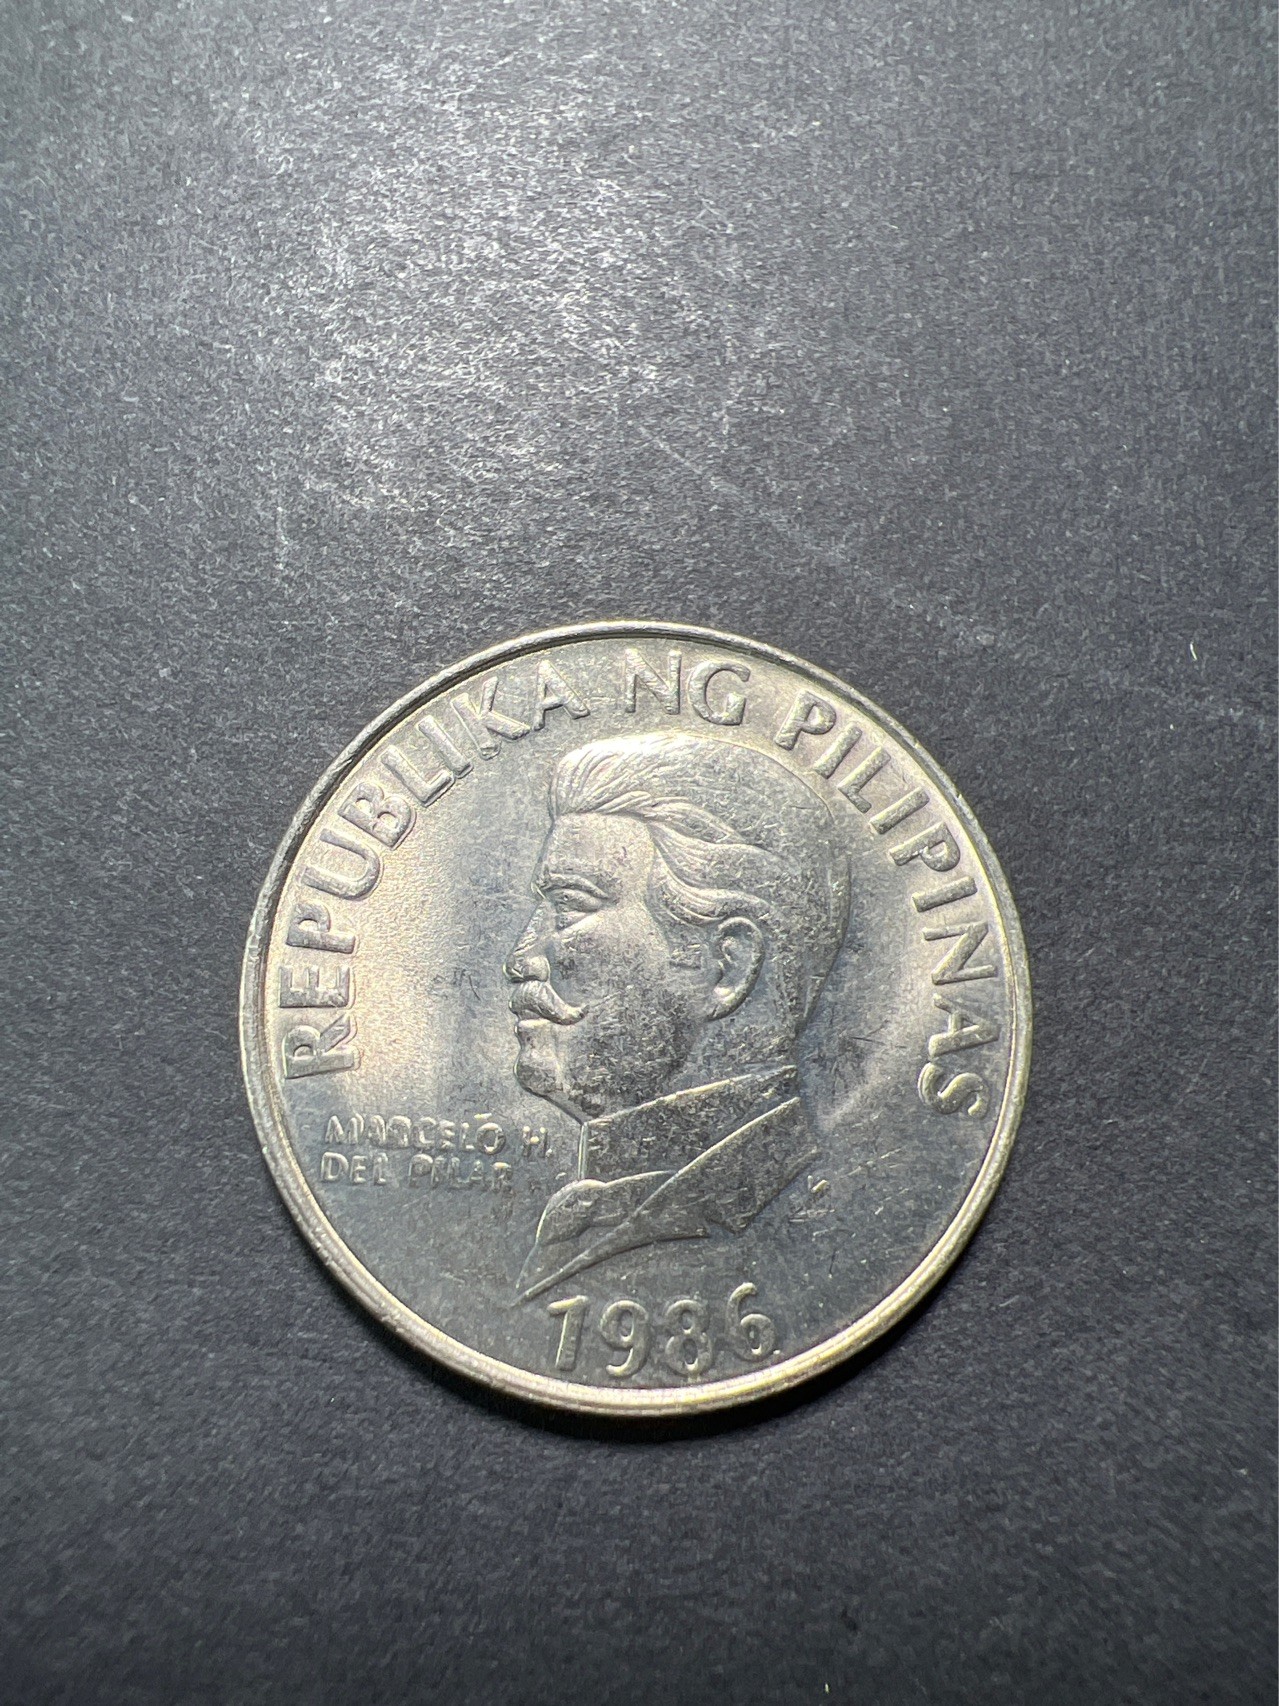 REPUBLIKA NG PILIPINAS
MARCELO H.
DEL PILAR
1986